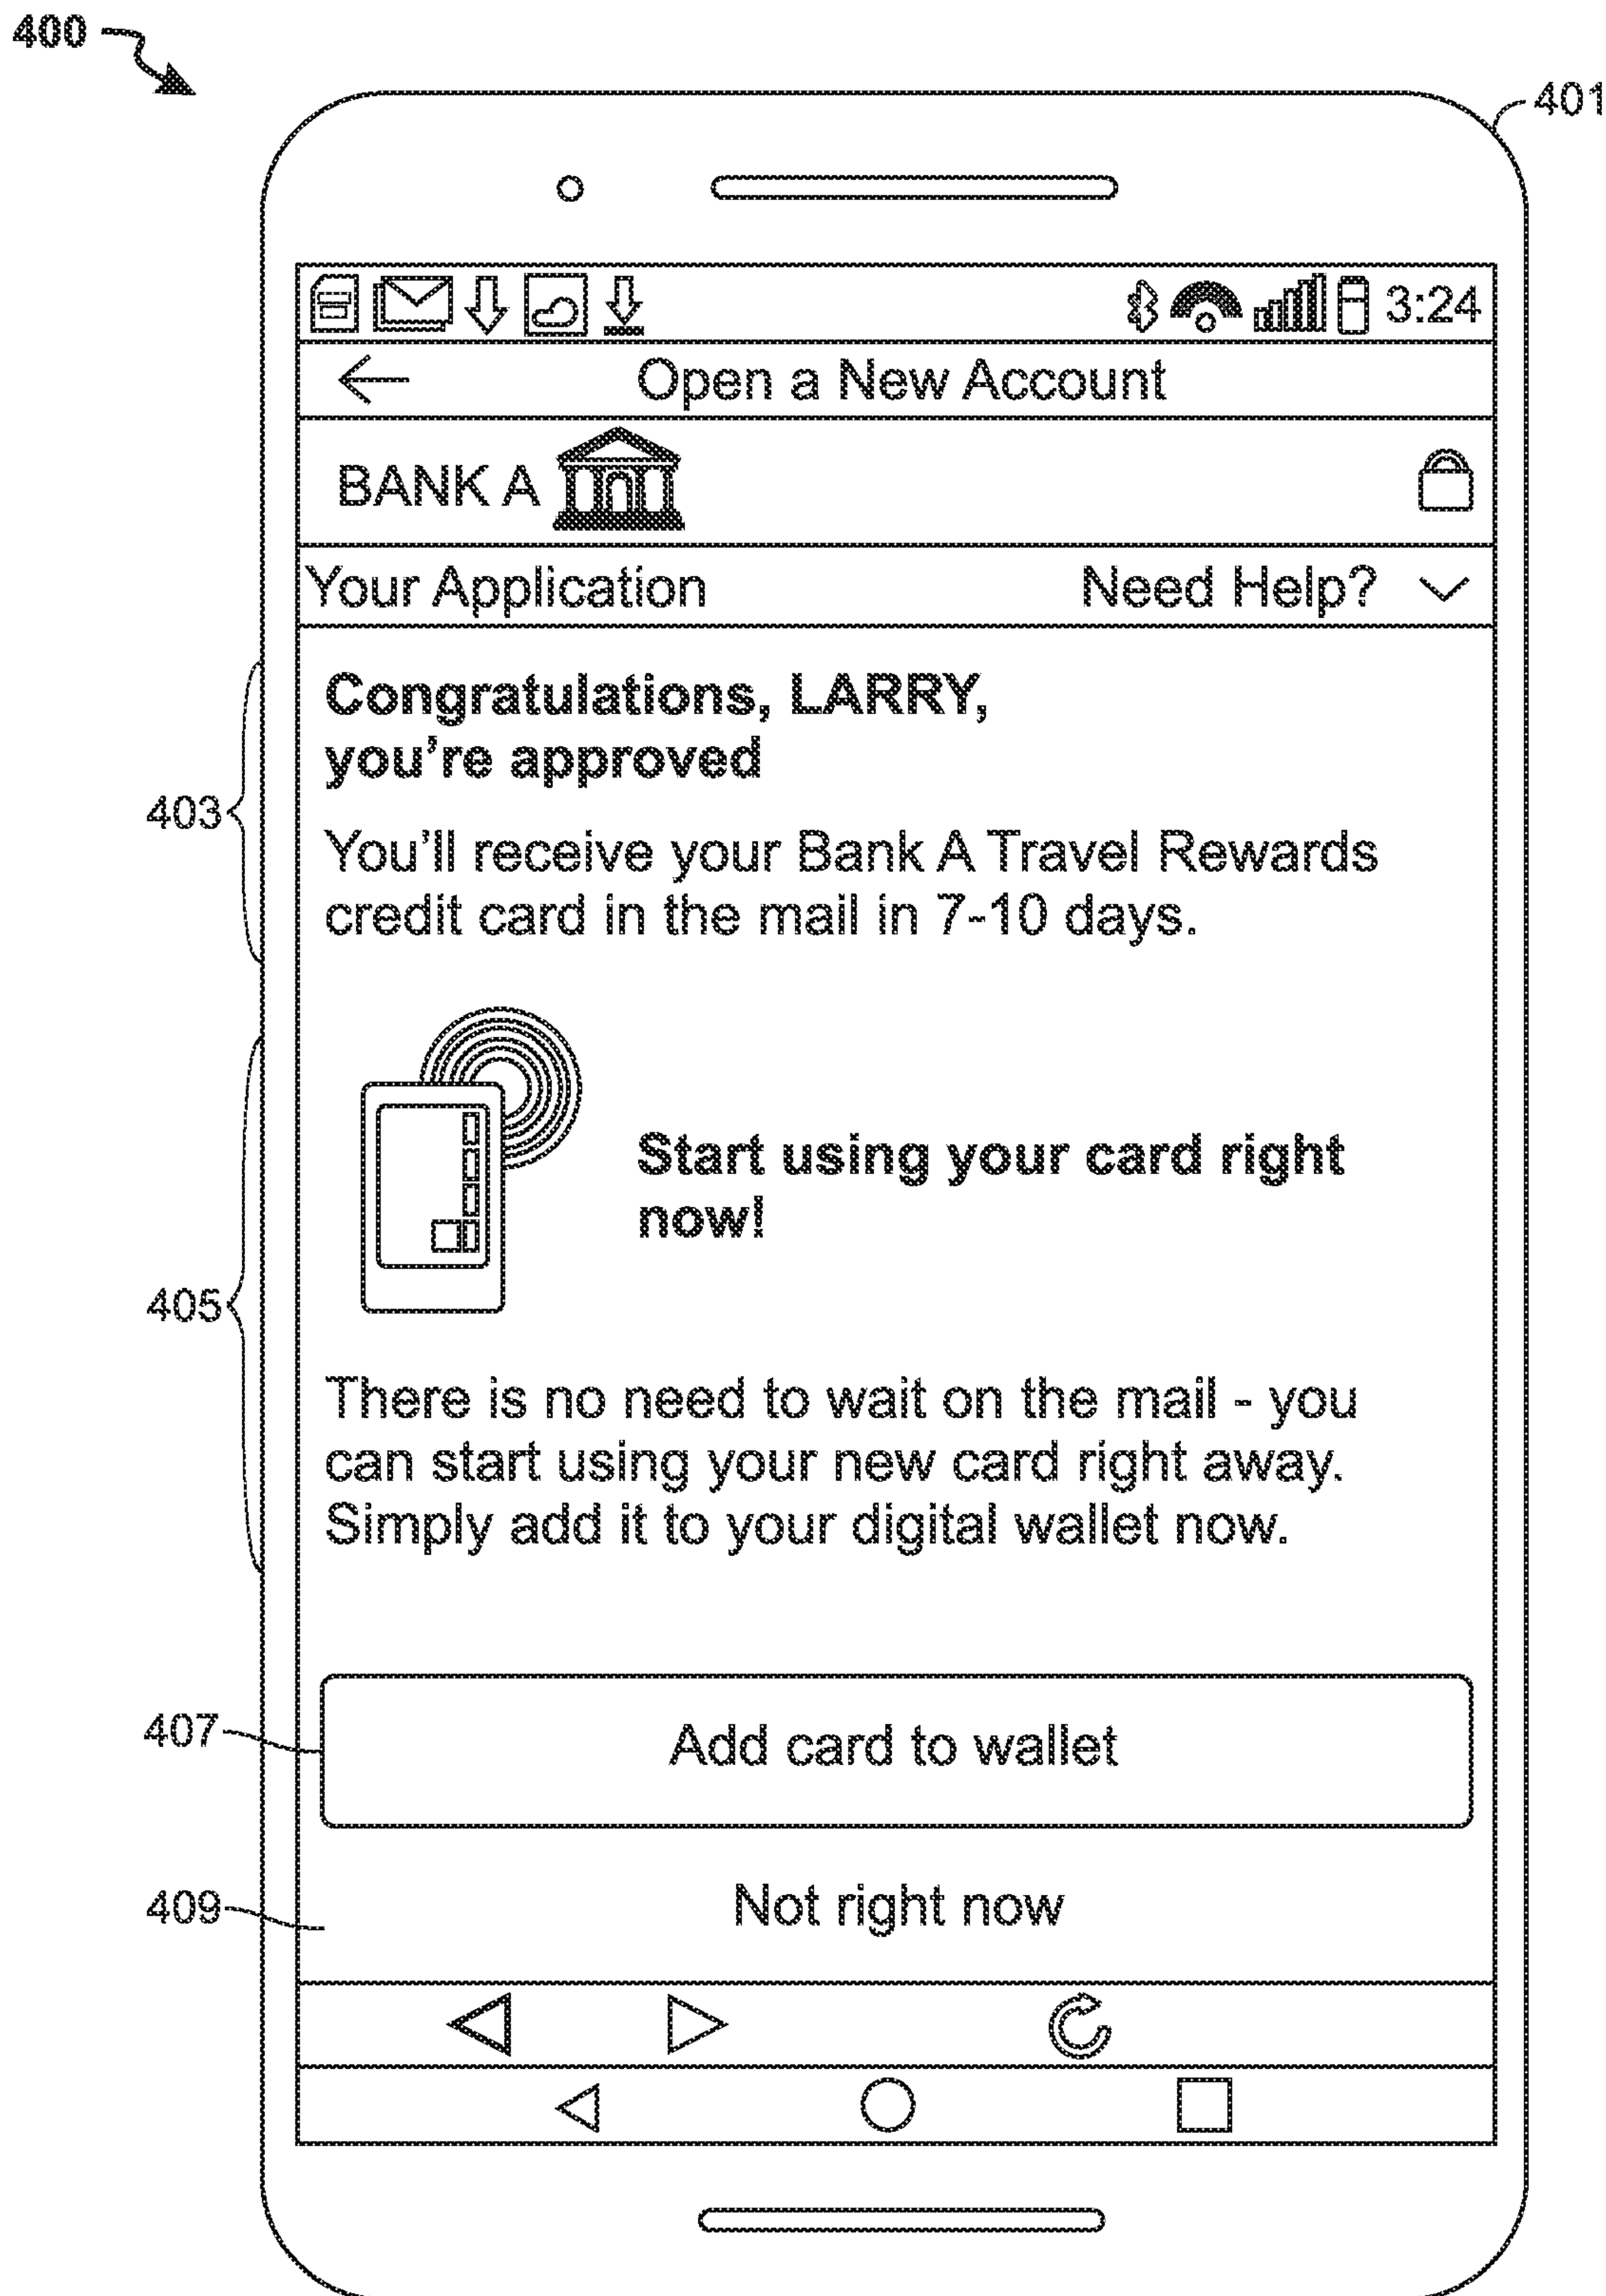 400
401
3:24
Open a New Account
BANK A
Your Application Need Help?
Congratulations, LARRY,
you're approved
403
You'll receive your Bank A Travel Rewards
credit card in the mail in 7-10 days.
Start using your card right
now!
405
There is no need to wait on the mail - you
can start using your new card right away.
Simply add it to your digital wallet now.
407
Add card to wallet
409
Not right now